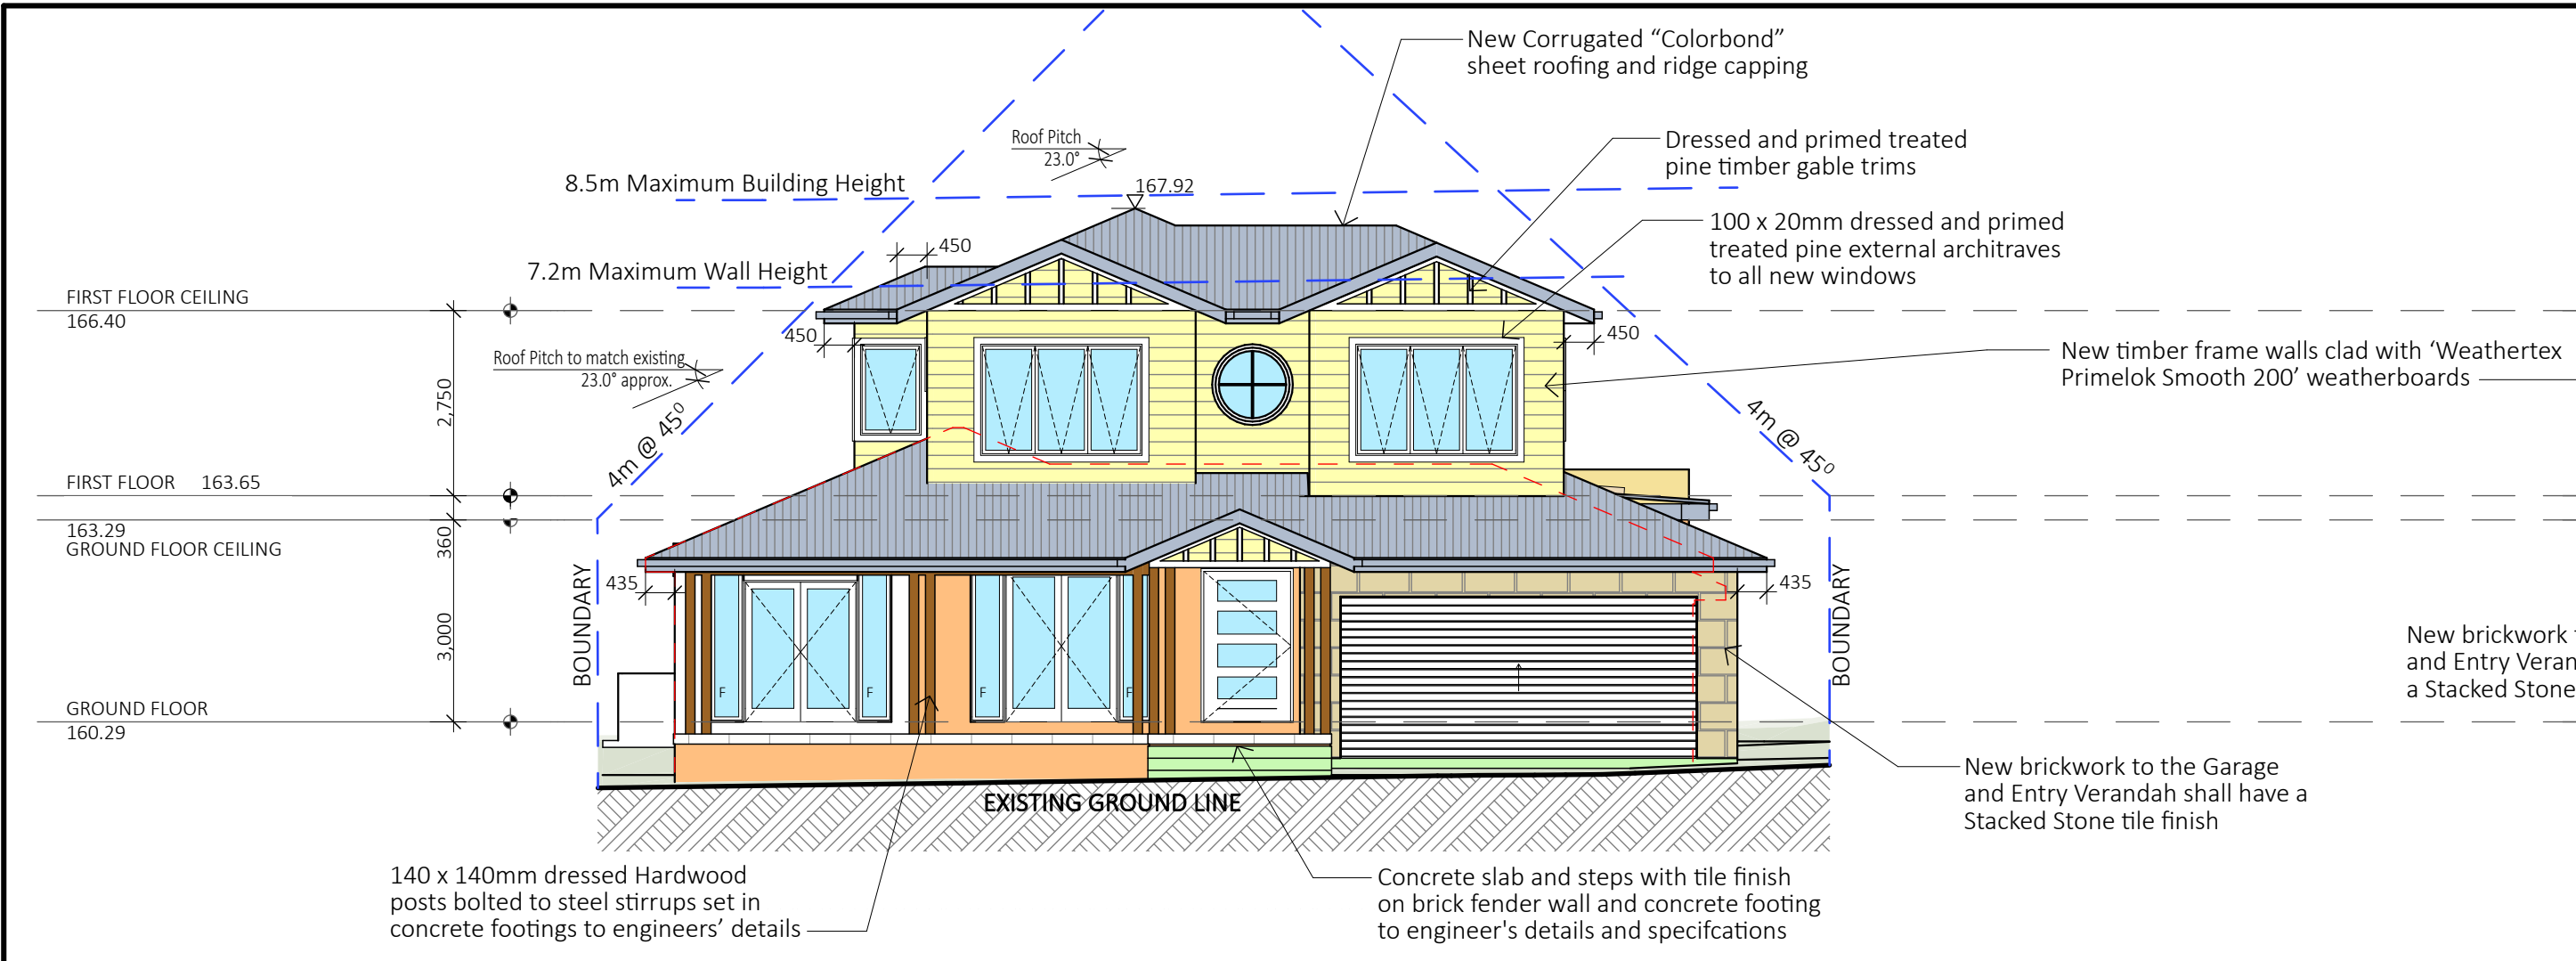 New Corrugated “Colorbond”
sheet roofing and ridge capping
Roof Pitch
23.0°
Dressed and primed treated
pine timber gable trims
8.5m Maximum Building Height
167.92
100 x 20mm dressed and primed
treated pine external architraves
to all new windows
450
7.2m Maximum Wall Height
FIRST FLOOR CEILING
166.40
450
450
New timber frame walls clad with ‘Weathertex
Primelok Smooth 200’ weatherboards
Roof Pitch to match existing
23.0° approx.
2,750
4m @ 45⁰
4m @ 45⁰
FIRST FLOOR 163.65
163.29
GROUND FLOOR CEILING
360
435
435
BOUNDARY
BOUNDARY
3,000
New brickwork
and Entry Veran
a Stacked Stone
F
F
F
F
GROUND FLOOR
160.29
New brickwork to the Garage
and Entry Verandah shall have a
Stacked Stone tile finish
EXISTING GROUND LINE
140 x 140mm dressed Hardwood
posts bolted to steel stirrups set in
concrete footings to engineers’ details
Concrete slab and steps with tile finish
on brick fender wall and concrete footing
to engineer's details and specifcations